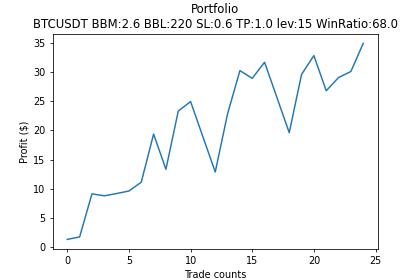 Portfolio
BTCUSDT BBM:2.6 BBL:220 SL:0.6 TP:1.0 lev:15 WinRatio:68.0
35
30
25
20
15
10
5
0
Profit ($)
0 5 10 15 20 25
Trade counts